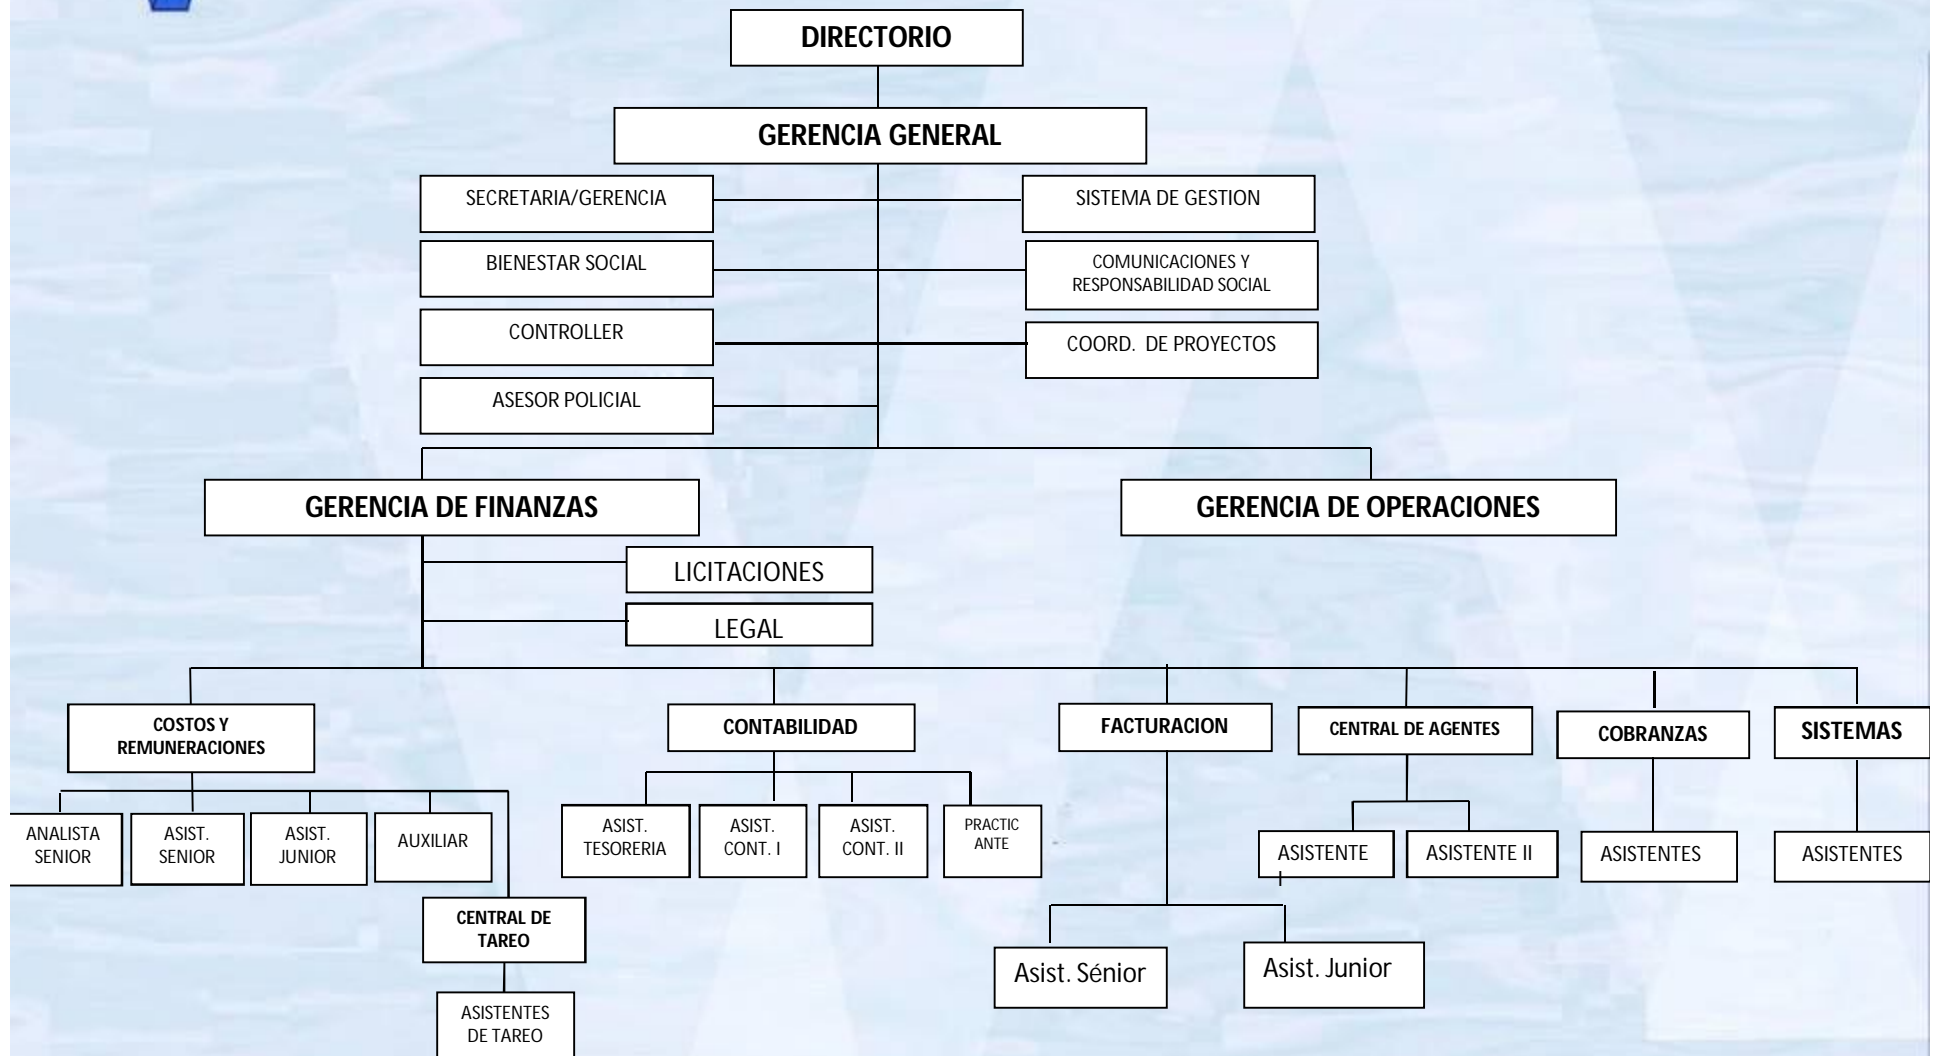 DIRECTORIO
GERENCIA GENERAL
SECRETARIA/GERENCIA
SISTEMA DE GESTION
BIENESTAR SOCIAL
COMUNICACIONES Y
RESPONSABILIDAD SOCIAL
CONTROLLER
COORD. DE PROYECTOS
ASESOR POLICIAL
GERENCIA DE FINANZAS
GERENCIA DE OPERACIONES
LICITACIONES
LEGAL
COSTOS Y
REMUNERACIONES
CONTABILIDAD
FACTURACION
CENTRAL DE AGENTES
COBRANZAS
SISTEMAS
ANALISTA
SENIOR
ASIST.
SENIOR
ASIST.
JUNIOR
AUXILIAR
ASIST.
TESORERIA
ASIST.
CONT. I
ASIST.
CONT. II
PRACTIC
ANTE
ASISTENTE
ASISTENTE II
ASISTENTES
ASISTENTES
CENTRAL DE
TAREO
Asist. Sénior
Asist. Junior
ASISTENTES
DE TAREO